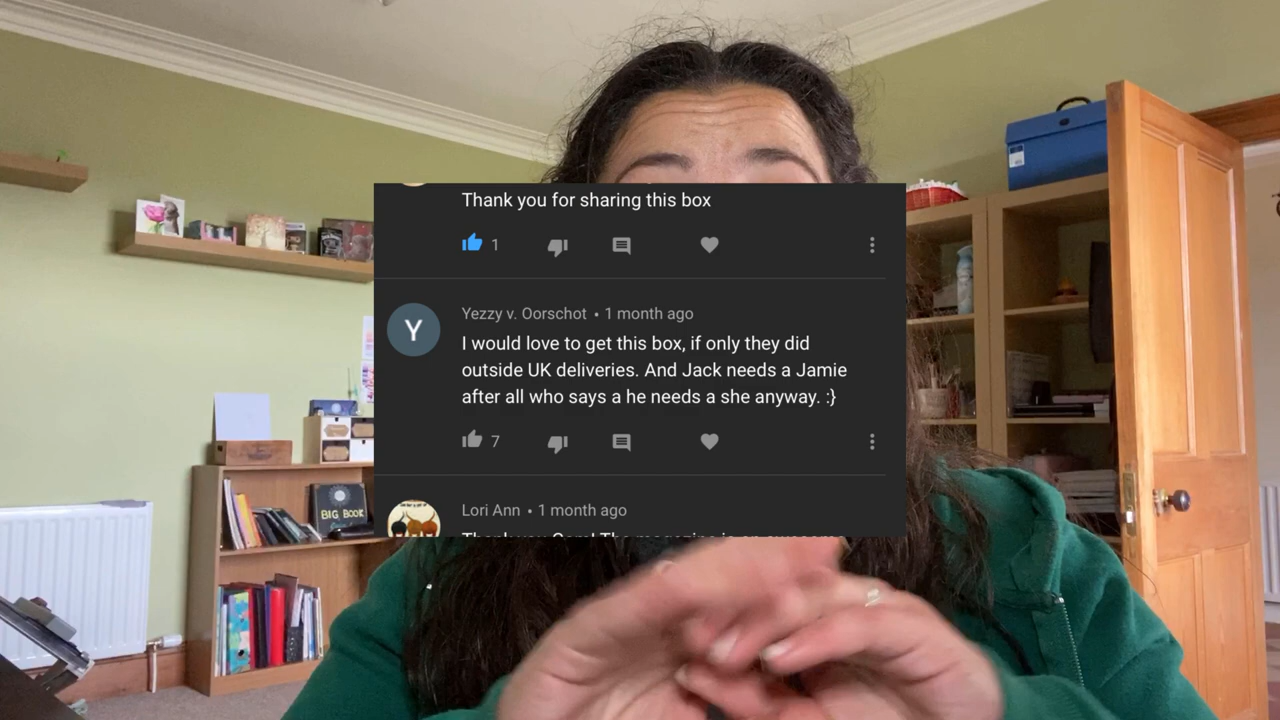 Thank you for sharing this box
1
Yezzy v. Oorschot • 1 month ago
I would love to get this box, if only they did
outside UK deliveries. And Jack needs a Jamie
after all who says a he needs a she anyway. :}
7
Y
Lori Ann • 1 month ago
BIG BOOK